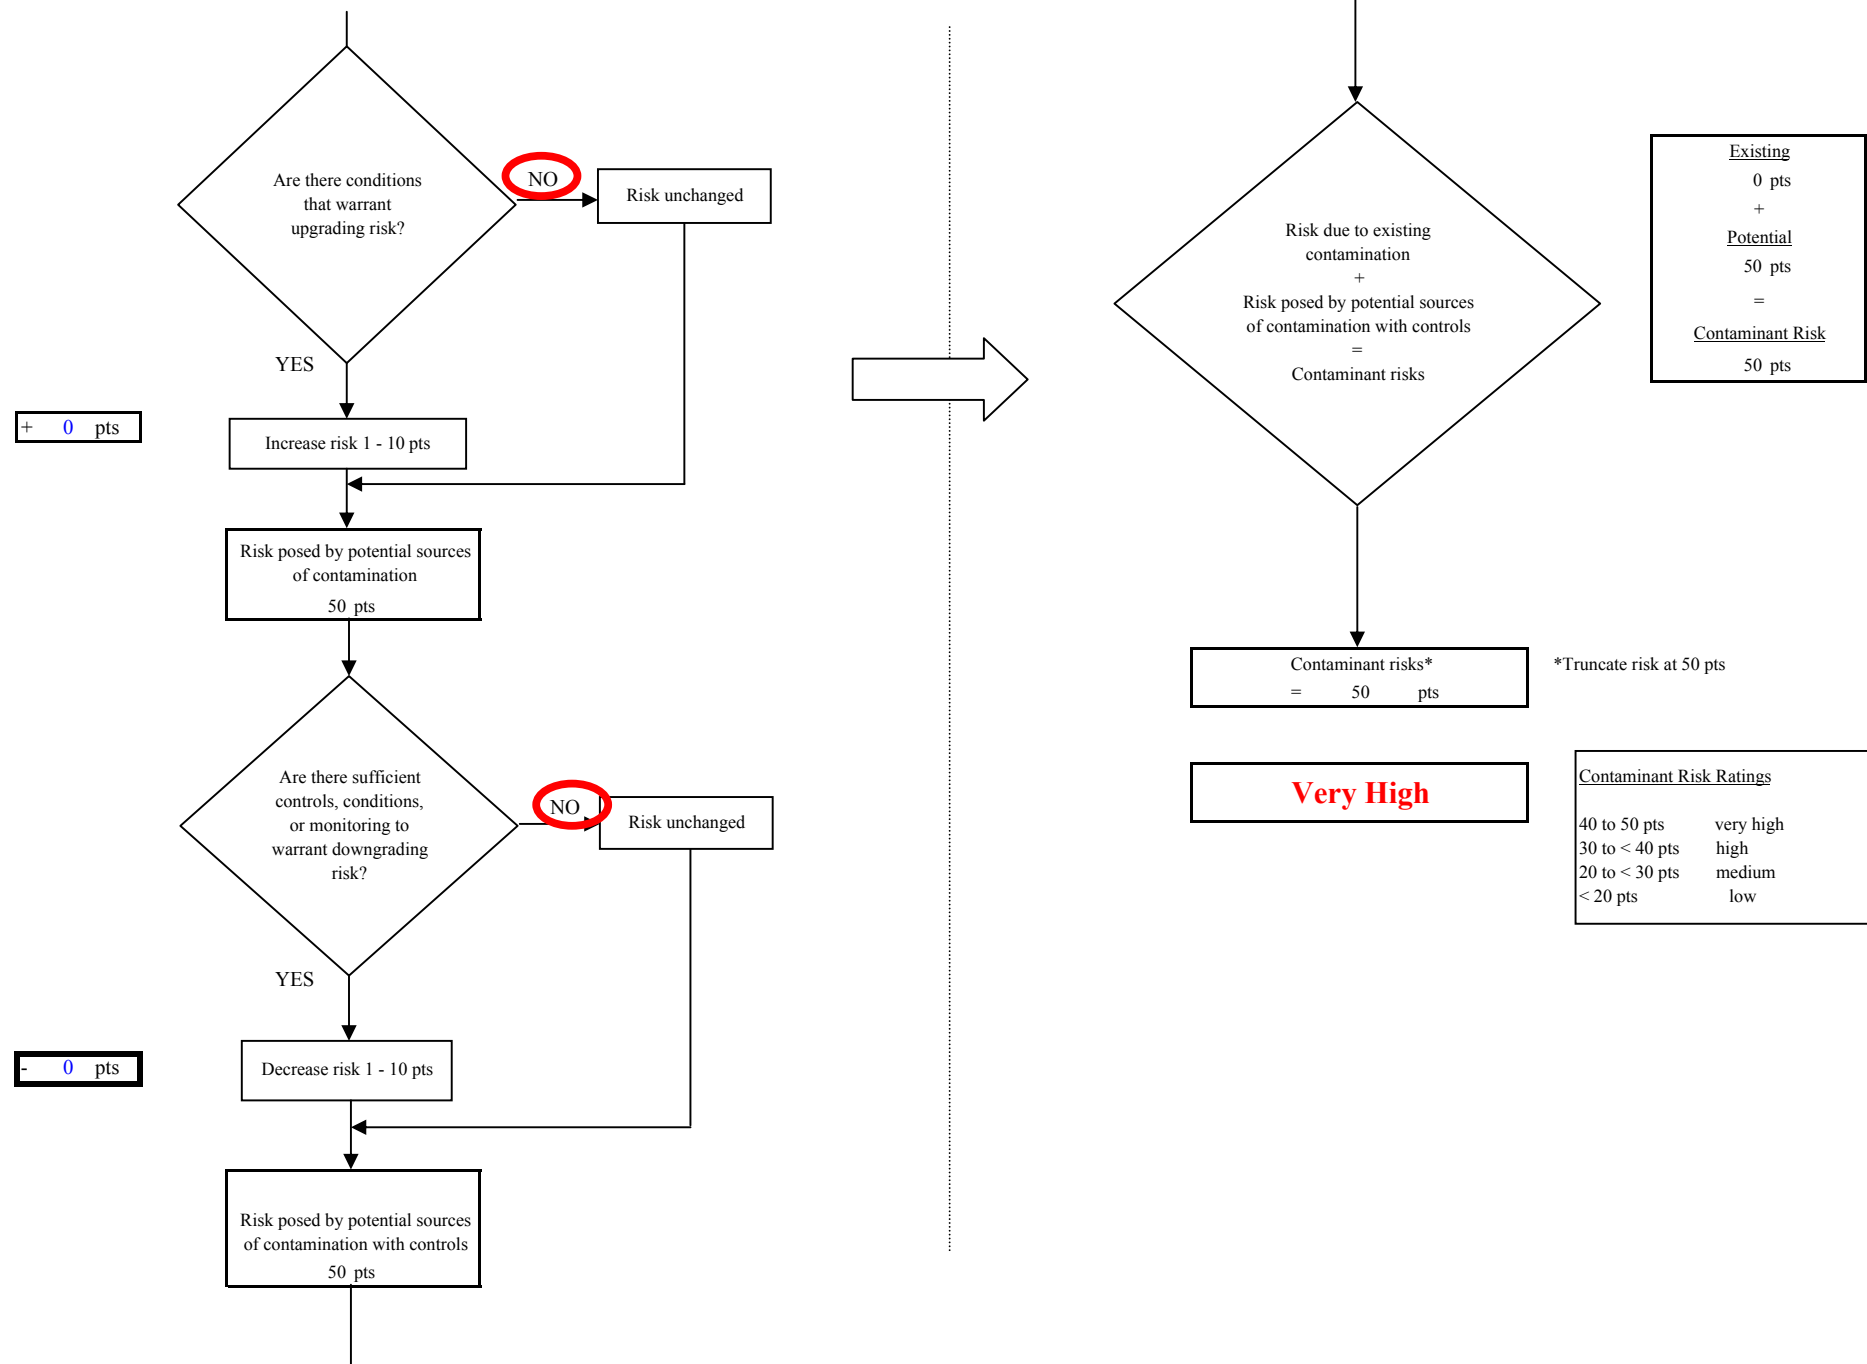 Are there conditions
that warrant
upgrading risk?
NO
Risk unchanged
YES
+ 0 pts
Increase risk 1 - 10 pts
Risk posed by potential sources
of contamination
50 pts
Are there sufficient
controls, conditions,
or monitoring to
warrant downgrading
risk?
NO
Risk unchanged
YES
- 0 pts
Decrease risk 1 - 10 pts
Risk posed by potential sources
of contamination with controls
50 pts
Risk due to existing
contamination
+
Risk posed by potential sources
of contamination with controls
=
Contaminant risks
Existing
0 pts
+
Potential
50 pts
=
Contaminant Risk
50 pts
Contaminant risks*
= 50 pts
*Truncate risk at 50 pts
Very High
Contaminant Risk Ratings
40 to 50 pts very high
30 to < 40 pts high
20 to < 30 pts medium
< 20 pts low